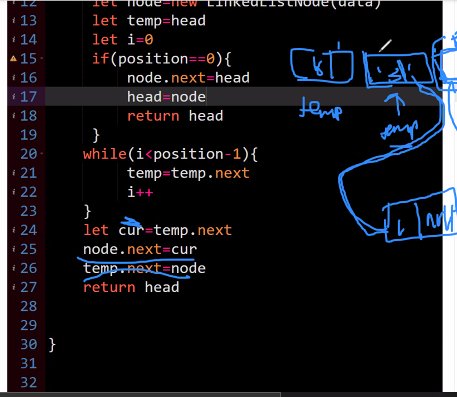 12 let node=new LinkedListNode(data)
13 let temp=head
14 let i=0
15 if(position==0){
16 node.next=head
17 head=node
18 return head
19 }
20 while(i<position-1){
21 temp=temp.next
22 i++
23 }
24 let cur=temp.next
25 node.next=cur
26 temp.next=node
27 return head
28
29
30 }
31
32
temp
temp